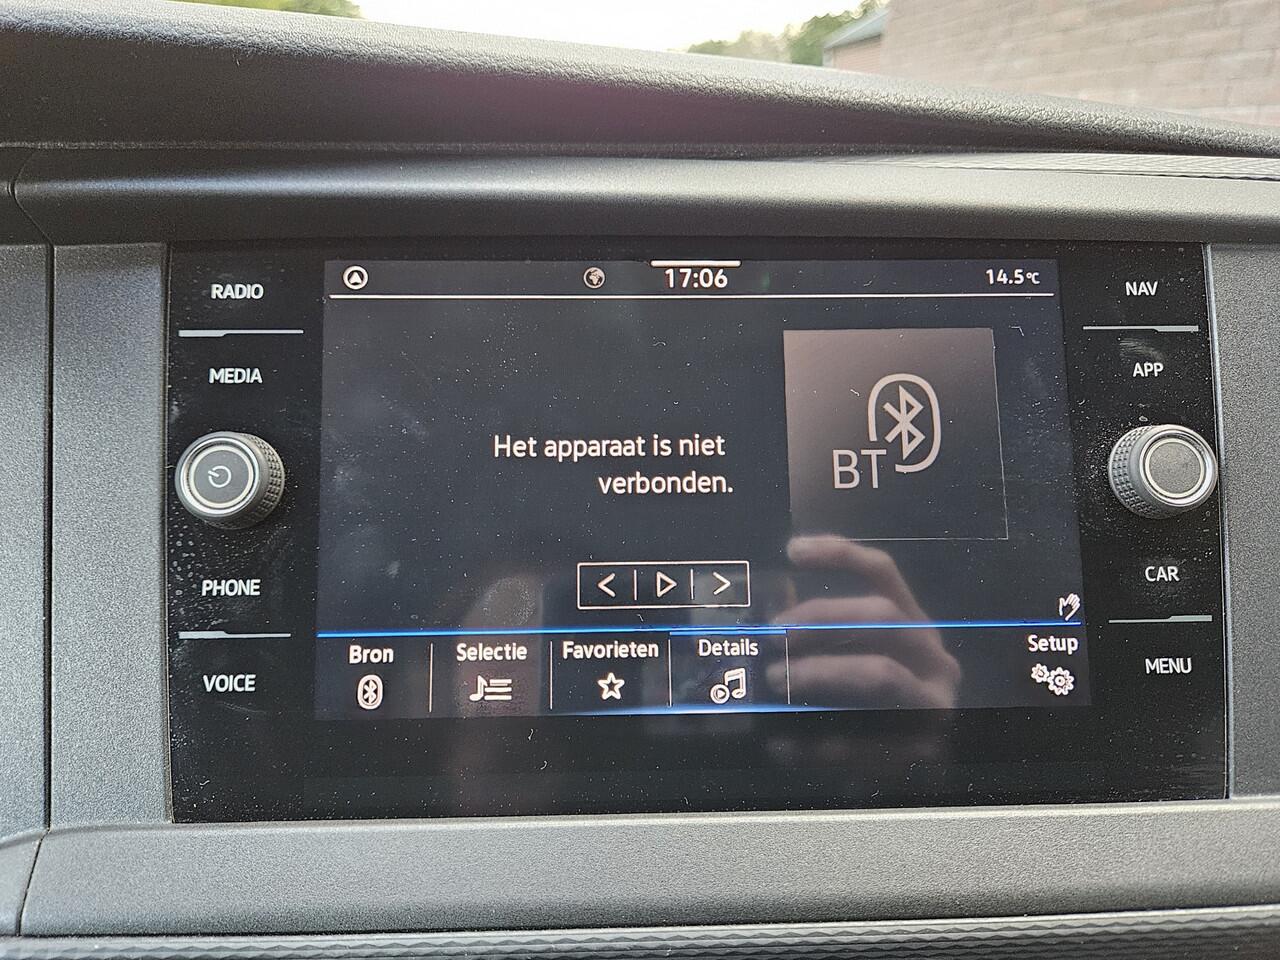 RADIO
MEDIA
PHONE
VOICE
17:06
14.5°C
Het apparaat is niet
verbonden.
BT
Bron
Selectie
Favorieten
Details
Setup
NAV
APP
CAR
MENU